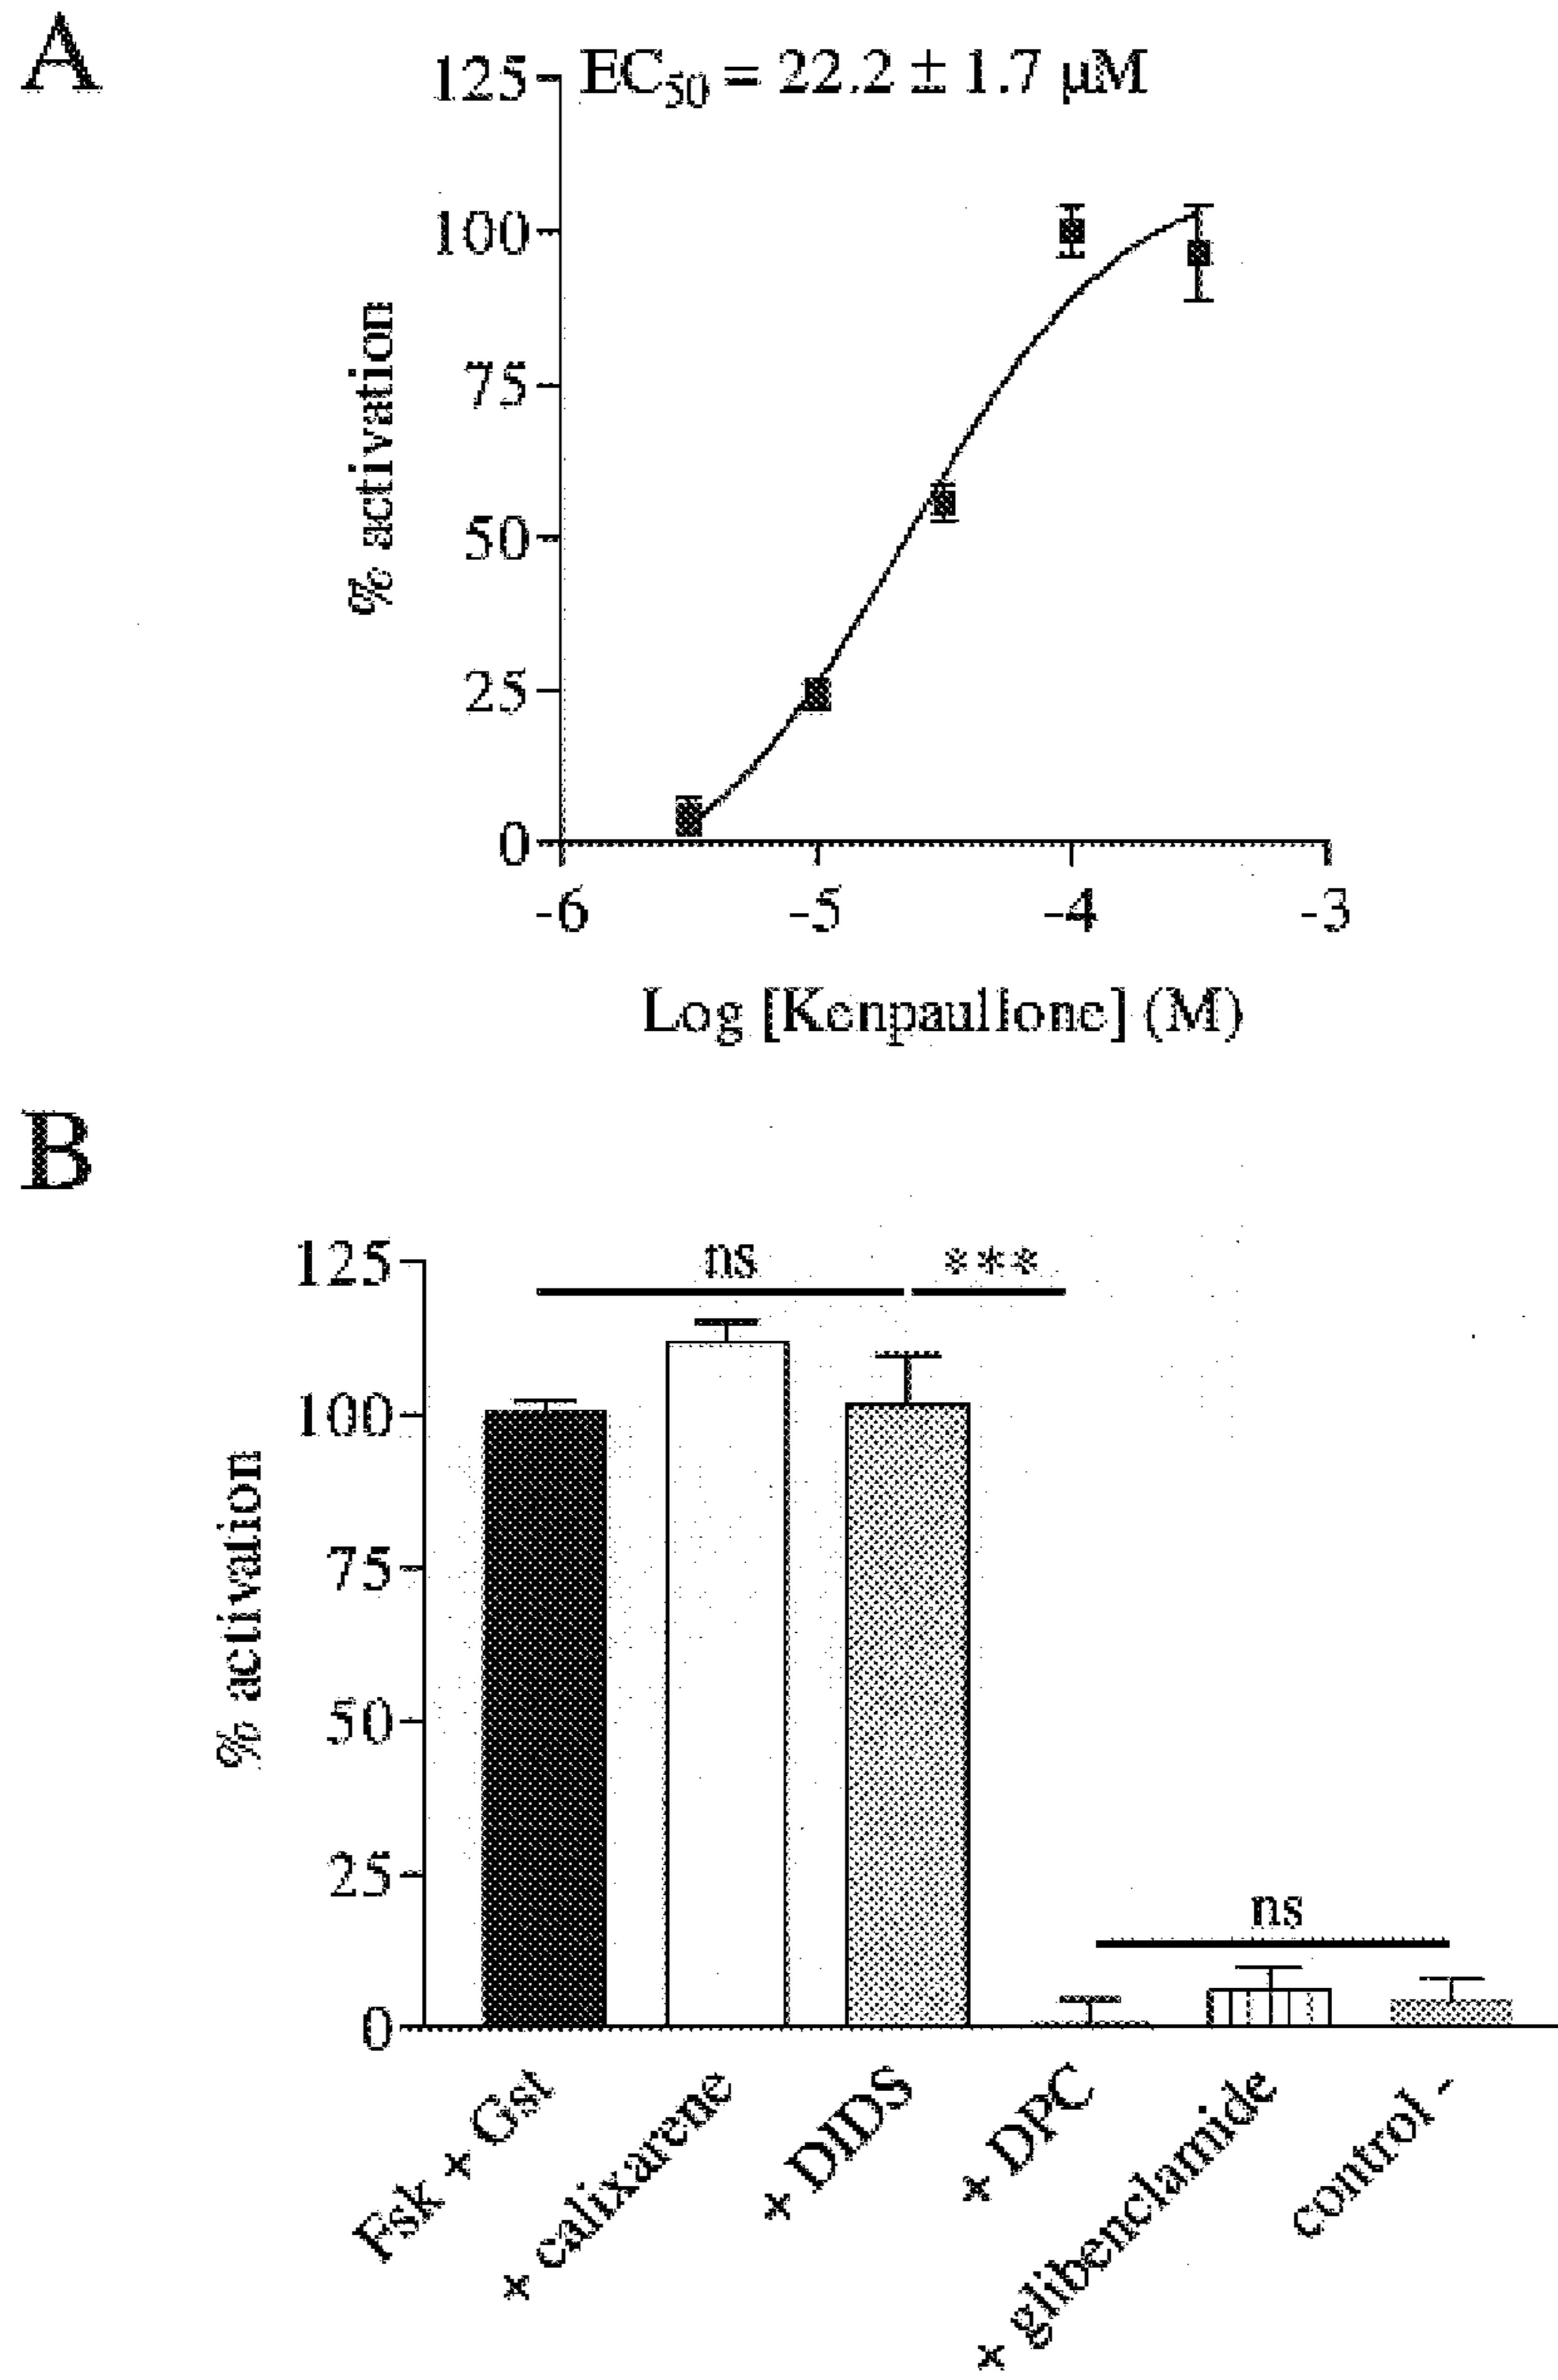 A
EC50 = 22.2 ± 1.7 µM
125
100
75
50
25
0
% activation
-6 -5 -4 -3
Log [Kenpaullone] (M)
B
ns ***
125
100
75
50
25
0
% activation
ns
Fsk + Gst
+ calixarene
+ DIDS
+ DPC
+ glibenclamide
control -